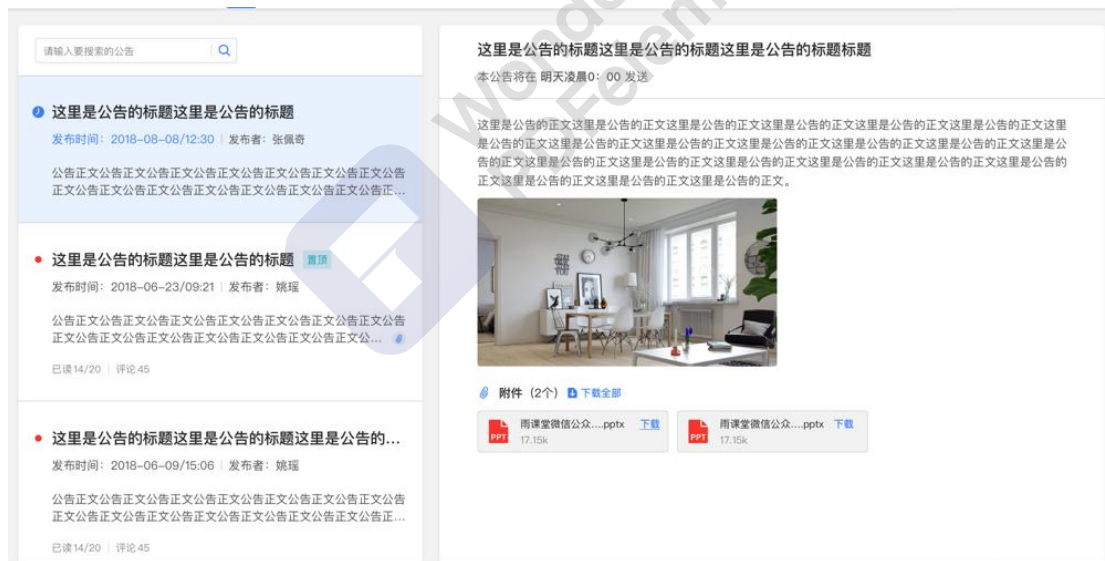 请输入要搜索的公告
这里是公告的标题这里是公告的标题
发布时间：2018-08-08/12:30 | 发布者：张佩奇
公告正文公告正文公告正文公告正文公告正文公告正文公告正文公告
正文公告正文公告正文公告正文公告正文公告正文公告正文公告正...
这里是公告的标题这里是公告的标题 置顶
发布时间：2018-06-23/09:21 | 发布者：姚瑶
公告正文公告正文公告正文公告正文公告正文公告正文公告正文公告
正文公告正文公告正文公告正文公告正文公告正文公告正文公...
已读14/20 | 评论45
这里是公告的标题这里是公告的标题这里是公告的...
发布时间：2018-06-09/15:06 | 发布者：姚瑶
公告正文公告正文公告正文公告正文公告正文公告正文公告正文公告
正文公告正文公告正文公告正文公告正文公告正文公告正文公告正...
已读14/20 | 评论45
这里是公告的标题这里是公告的标题这里是公告的标题标题
本公告将在 明天凌晨0：00 发送
这里是公告的正文这里是公告的正文这里是公告的正文这里是公告的正文这里是公告的正文这里是公告的正文这里
是公告的正文这里是公告的正文这里是公告的正文这里是公告的正文这里是公告的正文这里是公告的正文这里是公
告的正文这里是公告的正文这里是公告的正文这里是公告的正文这里是公告的正文这里是公告的正文这里是公告的
正文这里是公告的正文这里是公告的正文这里是公告的正文。
附件（2个） 下载全部
PPT 雨课堂微信公众....pptx 下载
17.15k
PPT 雨课堂微信公众....pptx 下载
17.15k